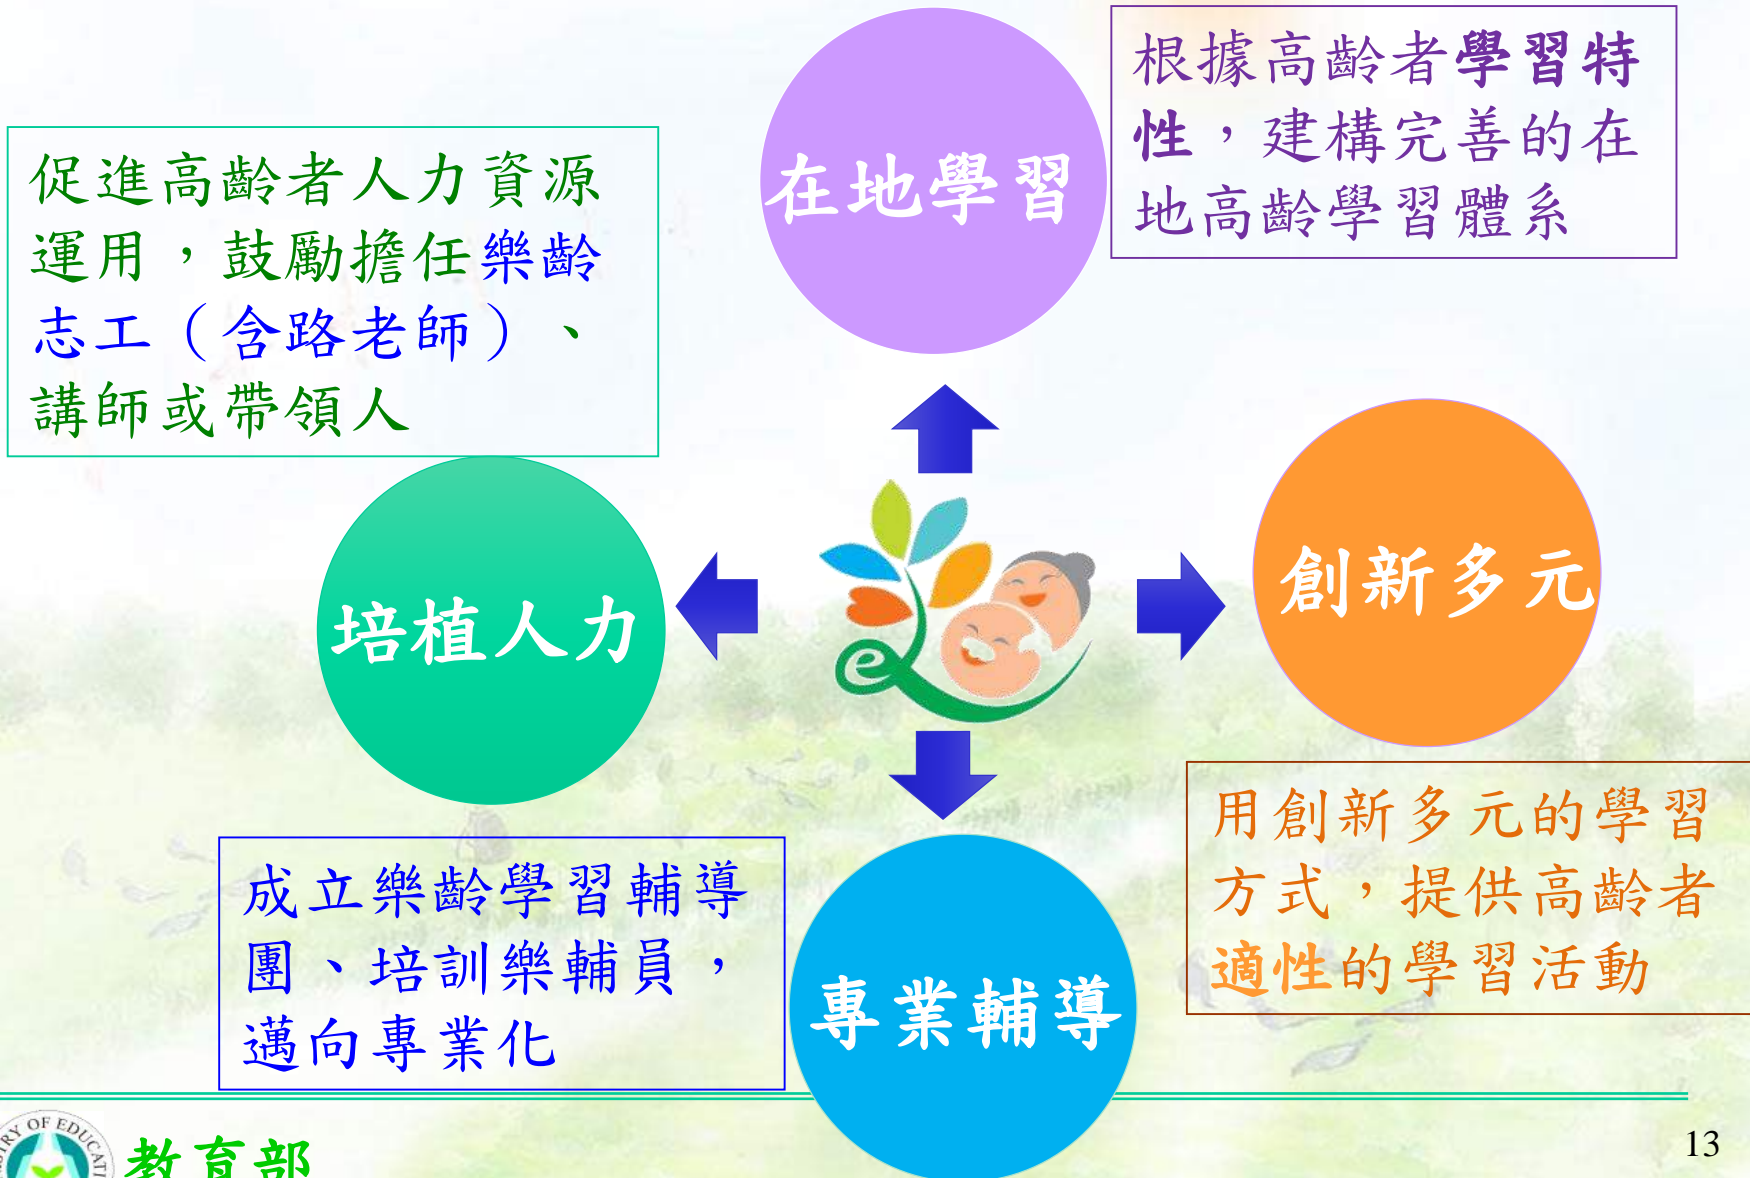 在地學習
根據高齡者學習特
性，建構完善的在
地高齡學習體系
促進高齡者人力資源
運用，鼓勵擔任樂齡
志工（含路老師）、
講師或帶領人
培植人力
創新多元
用創新多元的學習
方式，提供高齡者
適性的學習活動
成立樂齡學習輔導
團、培訓樂輔員，
邁向專業化
專業輔導
e
OF EDUCATI
教育部
13